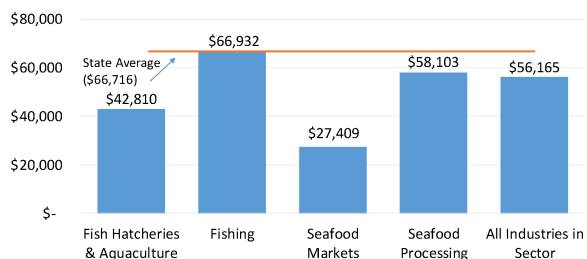 $80,000
$66,932
State Average
($66,716)
$60,000
$58,103
$56,165
$42,810
$40,000
$27,409
$20,000
$-
Fish Hatcheries
& Aquaculture
Fishing
Seafood
Markets
Seafood
Processing
All Industries in
Sector